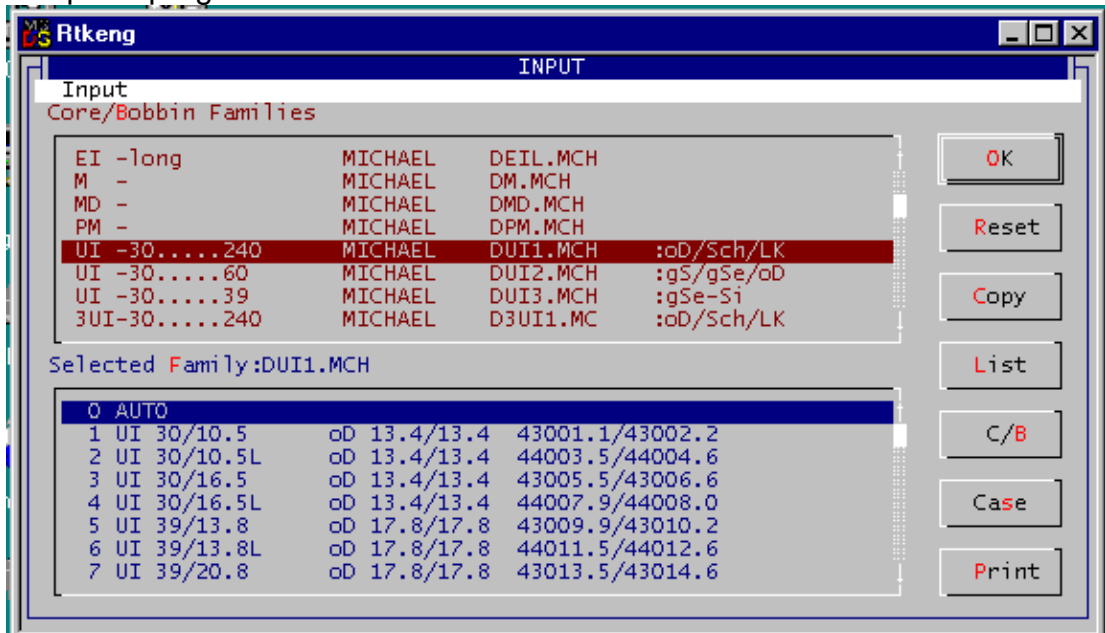 Rtkeng
INPUT
Input
Core/Bobbin Families
EI -long MICHAEL DEIL.MCH
M - MICHAEL DM.MCH
MD - MICHAEL DMD.MCH
PM - MICHAEL DPM.MCH
UI -30.....240 MICHAEL DUI1.MCH :oD/Sch/LK
UI -30.....60 MICHAEL DUI2.MCH :gS/gSe/oD
UI -30.....39 MICHAEL DUI3.MCH :gSe-Si
3UI-30.....240 MICHAEL D3UI1.MC :oD/Sch/LK
Selected Family:DUI1.MCH
0 AUTO
1 UI 30/10.5 oD 13.4/13.4 43001.1/43002.2
2 UI 30/10.5L oD 13.4/13.4 44003.5/44004.6
3 UI 30/16.5 oD 13.4/13.4 43005.5/43006.6
4 UI 30/16.5L oD 13.4/13.4 44007.9/44008.0
5 UI 39/13.8 oD 17.8/17.8 43009.9/43010.2
6 UI 39/13.8L oD 17.8/17.8 44011.5/44012.6
7 UI 39/20.8 oD 17.8/17.8 43013.5/43014.6
OK
Reset
Copy
List
C/B
Case
Print